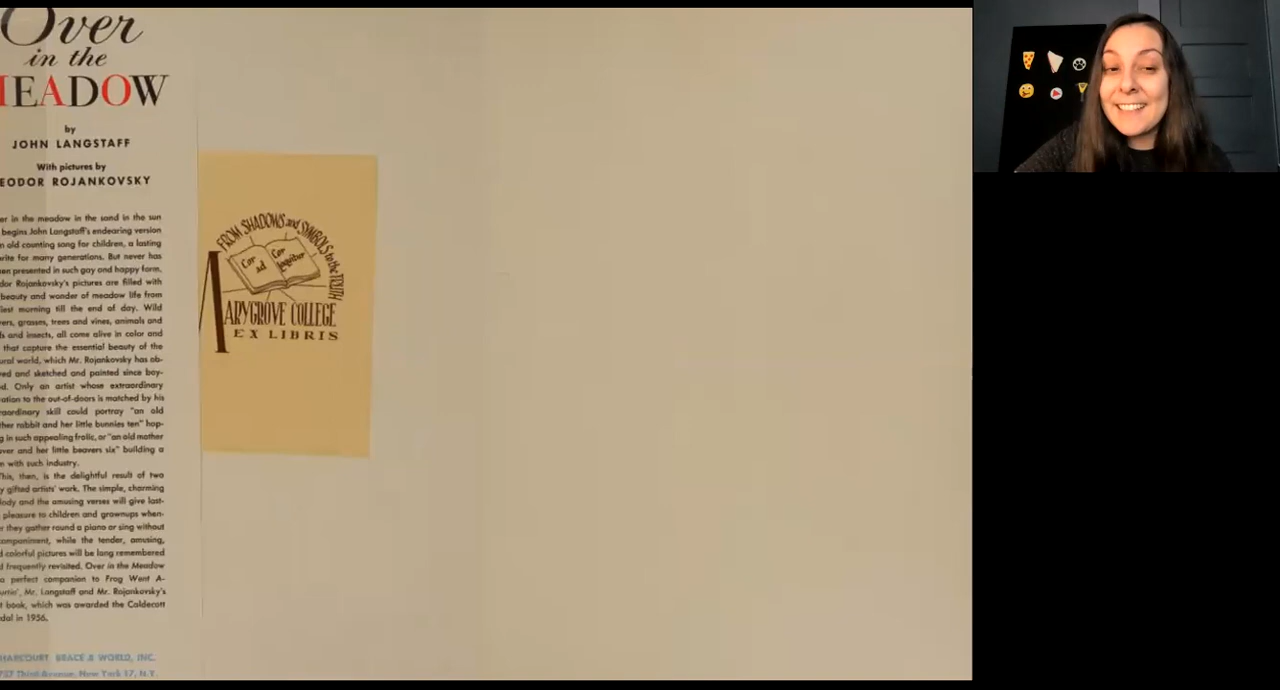 Over
in the
MEADOW
by
JOHN LANGSTAFF
With pictures by
EODOR ROJANKOVSKY
er in the meadow in the sand in the sun
begins John Langstaff's endearing version
n old counting song for children, a lasting
rite for many generations. But never has
en presented in such gay and happy form.
dor Rojankovsky's pictures are filled with
beauty and wonder of meadow life from
iest morning till the end of day. Wild
ers, grasses, trees and vines, animals and
s and insects, all come alive in color and
that capture the essential beauty of the
ural world, which Mr. Rojankovsky has ob-
ved and sketched and painted since boy-
d. Only an artist whose extraordinary
ation to the out-of-doors is matched by his
raordinary skill could portray "an old
ther rabbit and her little bunnies ten" hop-
g in such appealing frolic, or "an old mother
ver and her little beavers six" building a
m with such industry.
This, then, is the delightful result of two
y gifted artists' work. The simple, charming
lody and the amusing verses will give last-
pleasure to children and grownups when-
er they gather round a piano or sing without
ompaniment, while the tender, amusing,
d colorful pictures will be long remembered
d frequently revisited. Over in the Meadow
a perfect companion to Frog Went A-
urtin', Mr. Langstaff and Mr. Rojankovsky's
t book, which was awarded the Caldecott
dal in 1956.
HARCOURT, BRACE & WORLD, INC.
757 Third Avenue, New York 17, N.Y.
FROM SHADOWS and SYMBOLS to the TRUTH
Cor ad Cor loquitur
MARYGROVE COLLEGE
EX LIBRIS